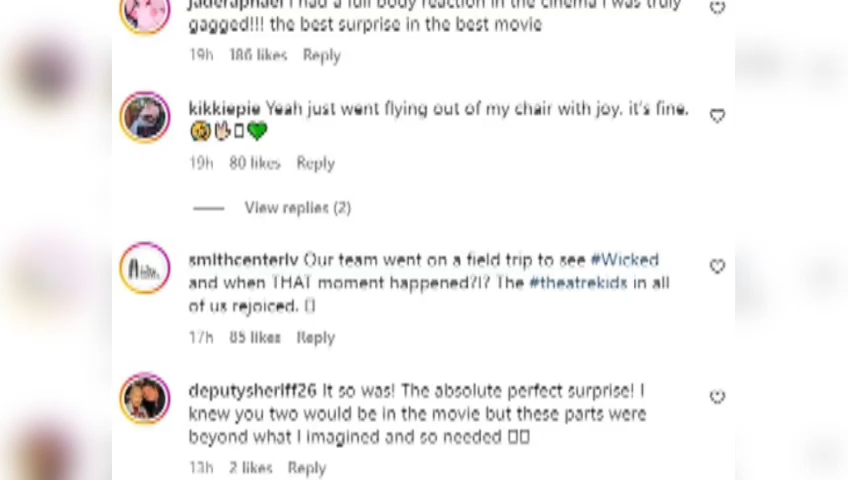 jaderaphael I had a full body reaction in the cinema I was truly
gagged!!! the best surprise in the best movie
19h 186 likes Reply
kikkiepie Yeah just went flying out of my chair with joy. it's fine.
19h 80 likes Reply
View replies (2)
smithcenterlv Our team went on a field trip to see #Wicked
and when THAT moment happened?!? The #theatrekids in all
of us rejoiced.
17h 85 likes Reply
deputysheriff26 It so was! The absolute perfect surprise! I
knew you two would be in the movie but these parts were
beyond what I imagined and so needed
13h 2 likes Reply